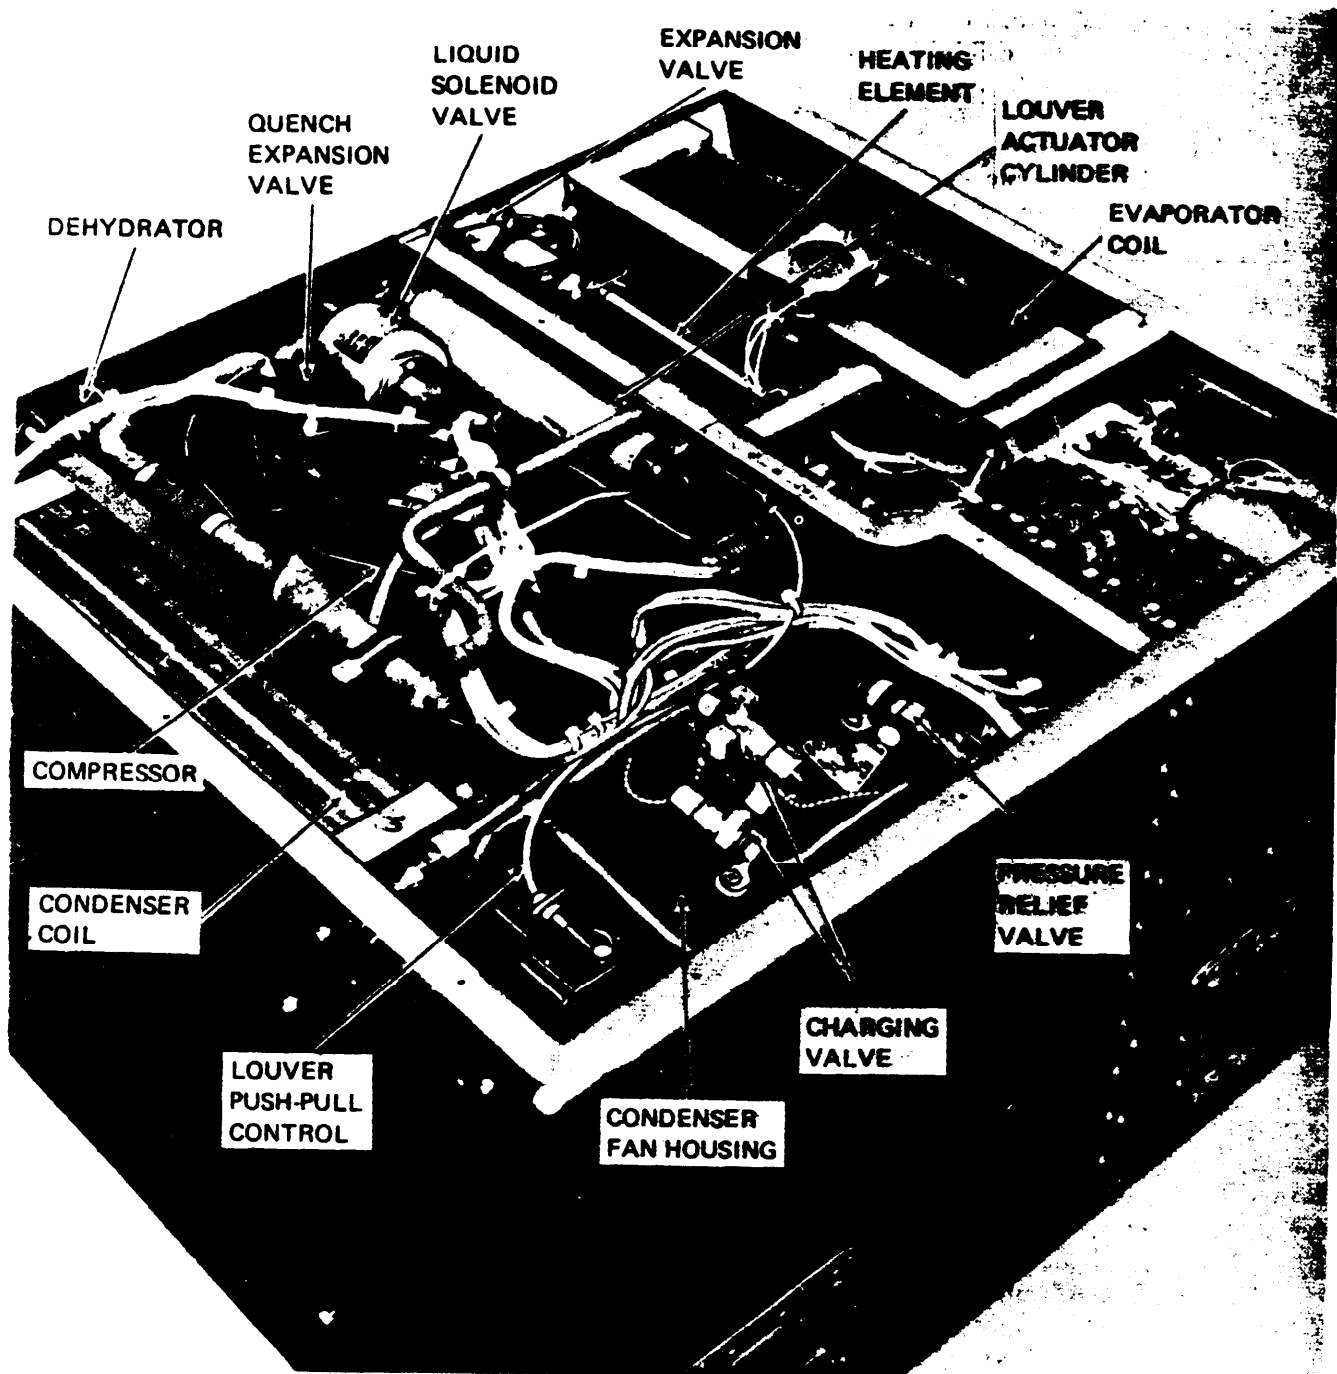 LIQUID
SOLENOID
VALVE
EXPANSION
VALVE
HEATING
ELEMENT
LOUVER
ACTUATOR
CYLINDER
QUENCH
EXPANSION
VALVE
DEHYDRATOR
EVAPORATOR
COIL
COMPRESSOR
CONDENSER
COIL
PRESSURE
RELIEF
VALVE
CHARGING
VALVE
LOUVER
PUSH-PULL
CONTROL
CONDENSER
FAN HOUSING